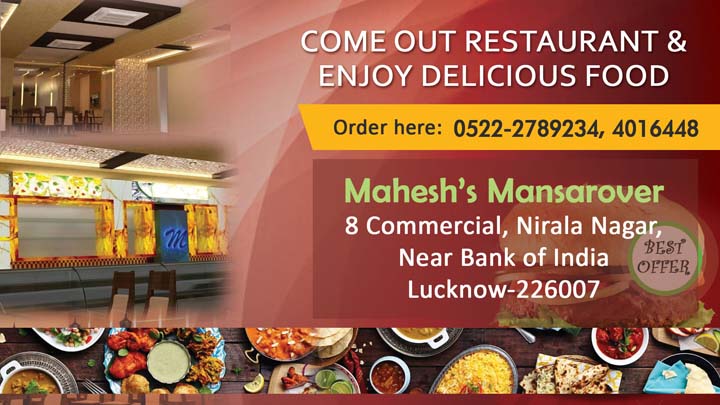 COME OUT RESTAURANT &
ENJOY DELICIOUS FOOD
Order here: 0522-2789234, 4016448
Mahesh's Mansarover
8 Commercial, Nirala Nagar,
Near Bank of India
Lucknow-226007
BEST
OFFER
M